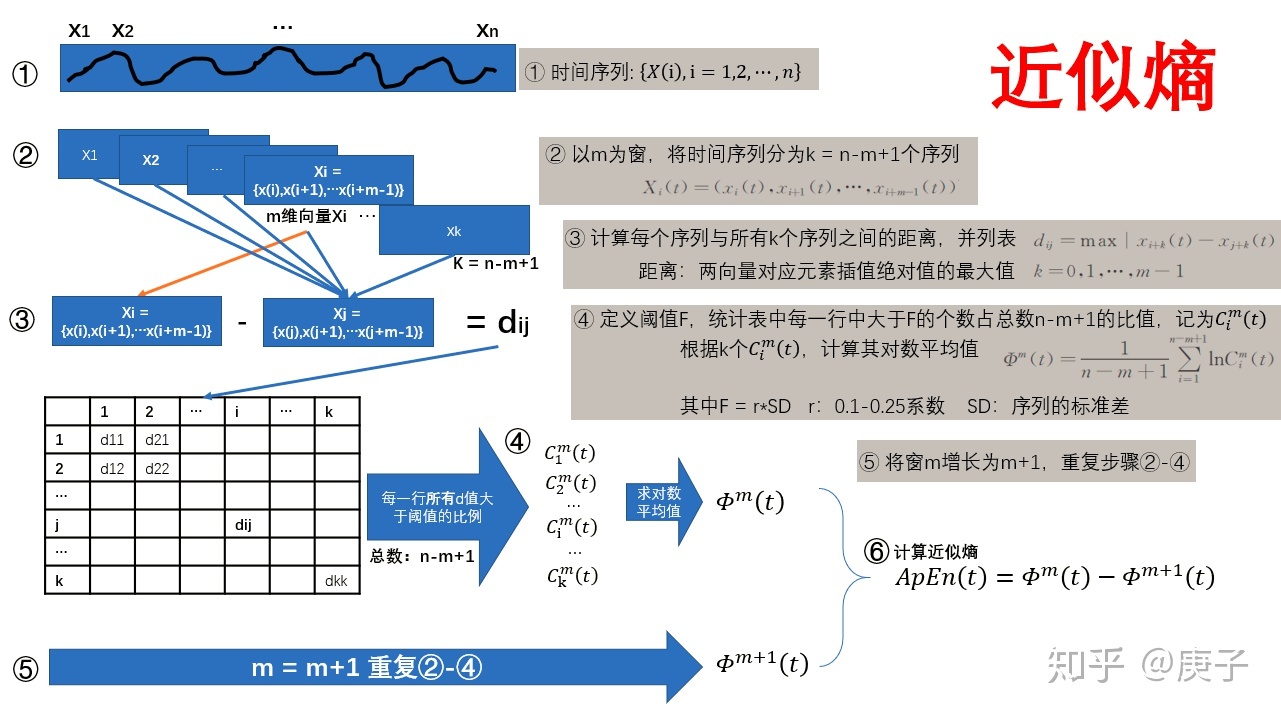 X1 X2 ... Xn
近似熵
①
① 时间序列: {X(i), i = 1,2,⋯,n}
②
X1
X2
...
Xi =
{x(i),x(i+1),···x(i+m-1)}
m维向量Xi ...
Xk
K = n-m+1
② 以m为窗，将时间序列分为k = n-m+1个序列
X_i(t)=(x_i(t),x_{i+1}(t),⋯,x_{i+m−1}(t))
③ 计算每个序列与所有k个序列之间的距离，并列表 d_{ij}=max|x_{i+k}(t)−x_{j+k}(t)
距离：两向量对应元素插值绝对值的最大值 k=0,1,⋯,m−1
③
Xi =
{x(i),x(i+1),···x(i+m-1)}
-
Xj =
{x(j),x(j+1),···x(j+m-1)}
= dij
④ 定义阈值F，统计表中每一行中大于F的个数占总数n-m+1的比值，记为C_i^m(t)
根据k个C_i^m(t)，计算其对数平均值 Φ^m(t)=\frac{1}{n−m+1}\sum_{i=1}^{n−m+1}lnC_i^m(t)
其中F = r*SD r：0.1-0.25系数 SD：序列的标准差
1 2 ... i ... k
1 d11 d21
2 d12 d22
...
j dij
...
k dkk
每一行所有d值大
于阈值的比例
总数：n-m+1
④
C_1^m(t)
C_2^m(t)
...
C_i^m(t)
...
C_k^m(t)
求对数
平均值
Φ^m(t)
⑤ 将窗m增长为m+1，重复步骤②-④
⑥ 计算近似熵
ApEn(t) = Φ^m(t) − Φ^{m+1}(t)
⑤
m = m+1 重复②-④
Φ^{m+1}(t)
知乎 @庚子